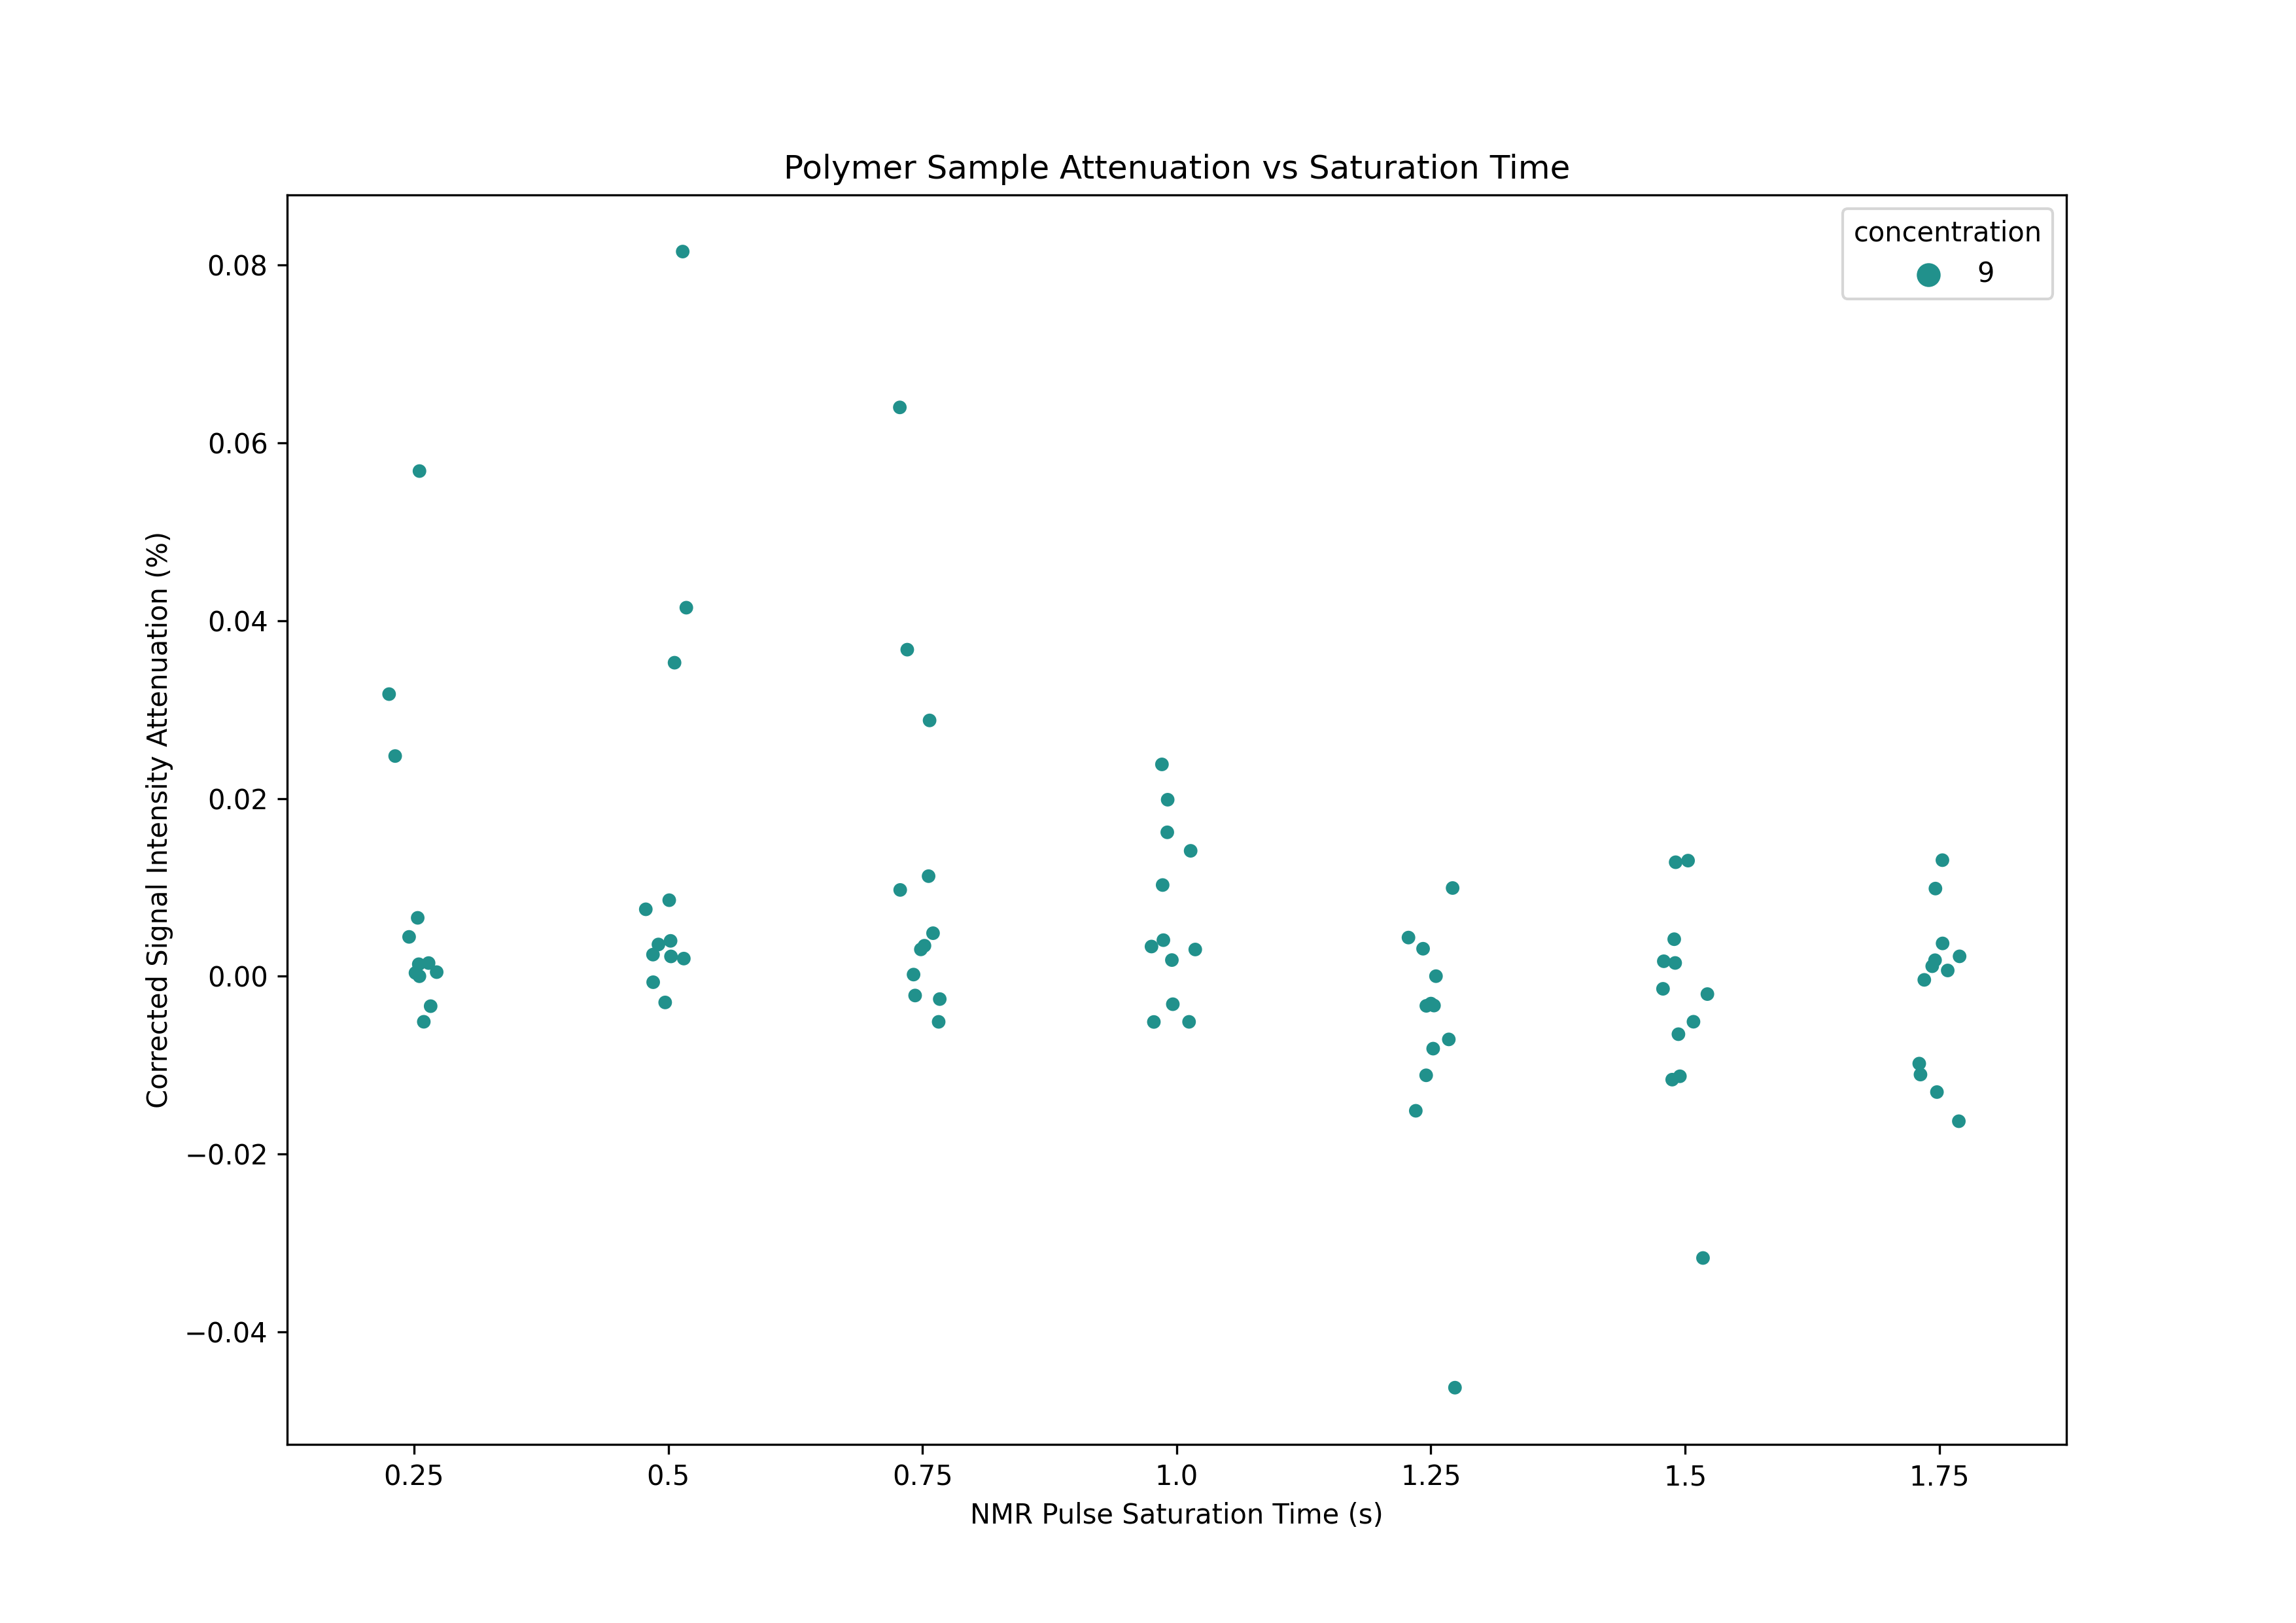 Polymer Sample Attenuation vs Saturation Time
concentration
9
Corrected Signal Intensity Attenuation (%)
0.08
0.06
0.04
0.02
0.00
−0.02
−0.04
0.25 0.5 0.75 1.0 1.25 1.5 1.75
NMR Pulse Saturation Time (s)